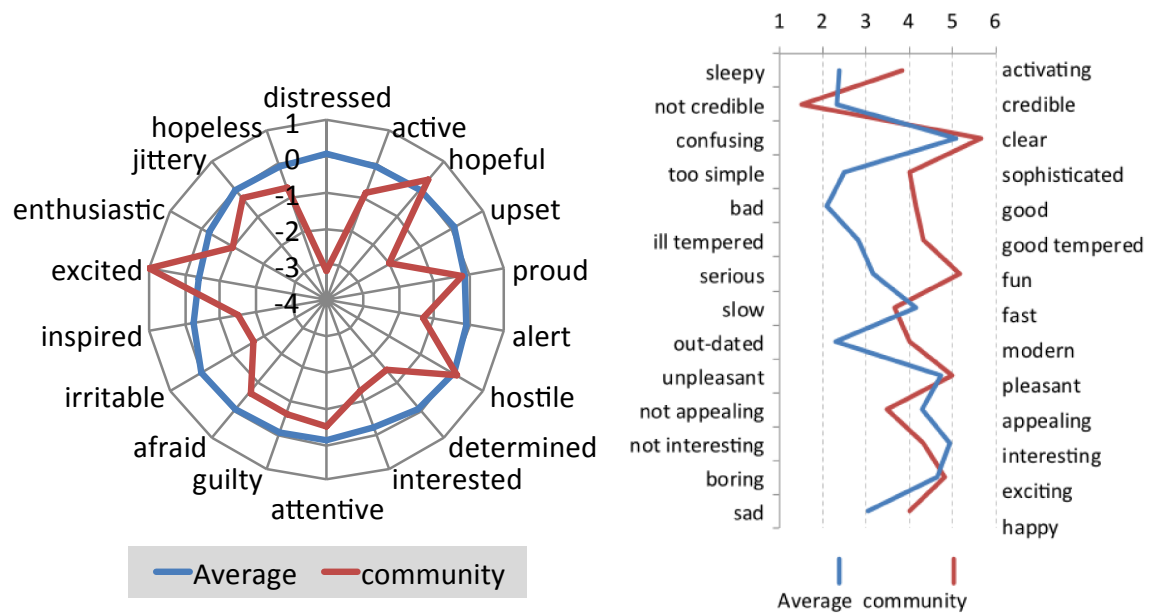 distressed
active
hopeful
upset
proud
alert
hostile
determined
interested
attentive
guilty
afraid
irritable
inspired
excited
enthusiastic
jittery
hopeless
1
0
-1
-2
-3
-4
Average community
1 2 3 4 5 6
sleepy activating
not credible credible
confusing clear
too simple sophisticated
bad good
ill tempered good tempered
serious fun
slow fast
out-dated modern
unpleasant pleasant
not appealing appealing
not interesting interesting
boring exciting
sad happy
Average community